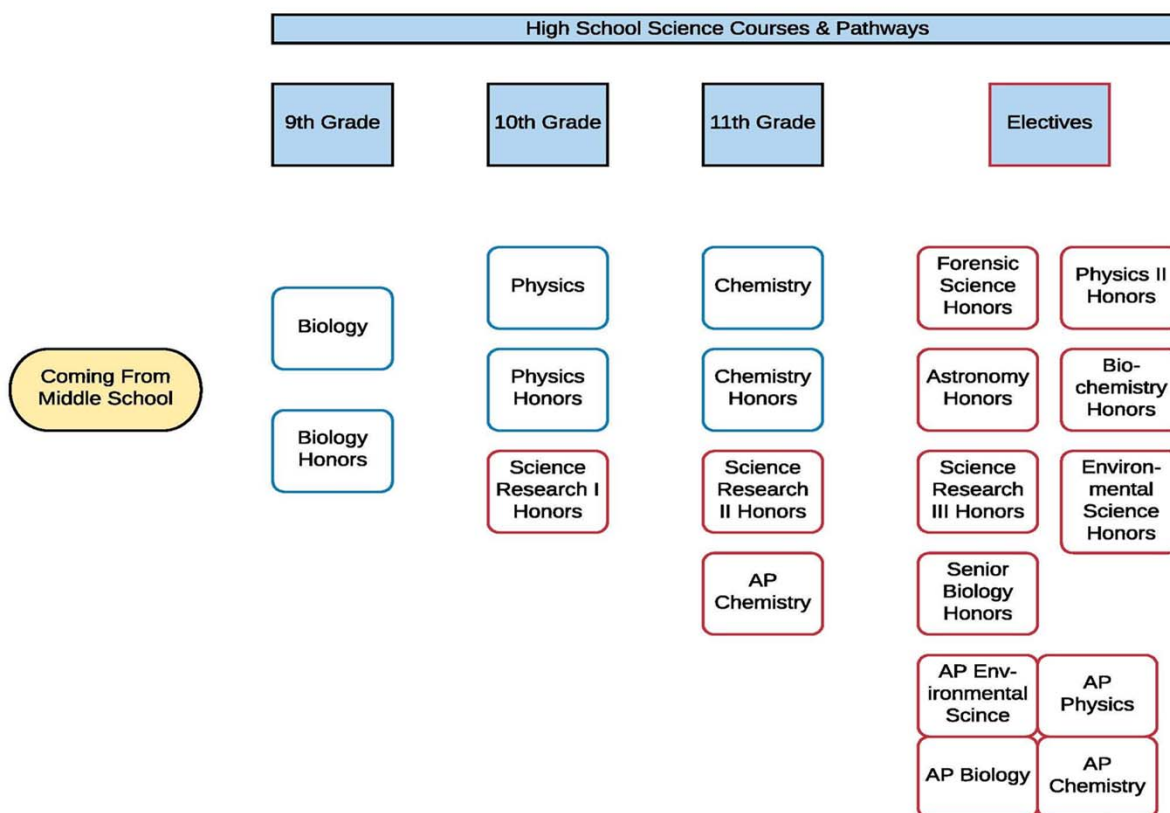 High School Science Courses & Pathways
9th Grade
10th Grade
11th Grade
Electives
Coming From
Middle School
Biology
Biology
Honors
Physics
Physics
Honors
Science
Research I
Honors
Chemistry
Chemistry
Honors
Science
Research
II Honors
AP
Chemistry
Forensic
Science
Honors
Physics II
Honors
Astronomy
Honors
Bio-
chemistry
Honors
Science
Research
III Honors
Environ-
mental
Science
Honors
Senior
Biology
Honors
AP Env-
ironmental
Scince
AP
Physics
AP Biology
AP
Chemistry